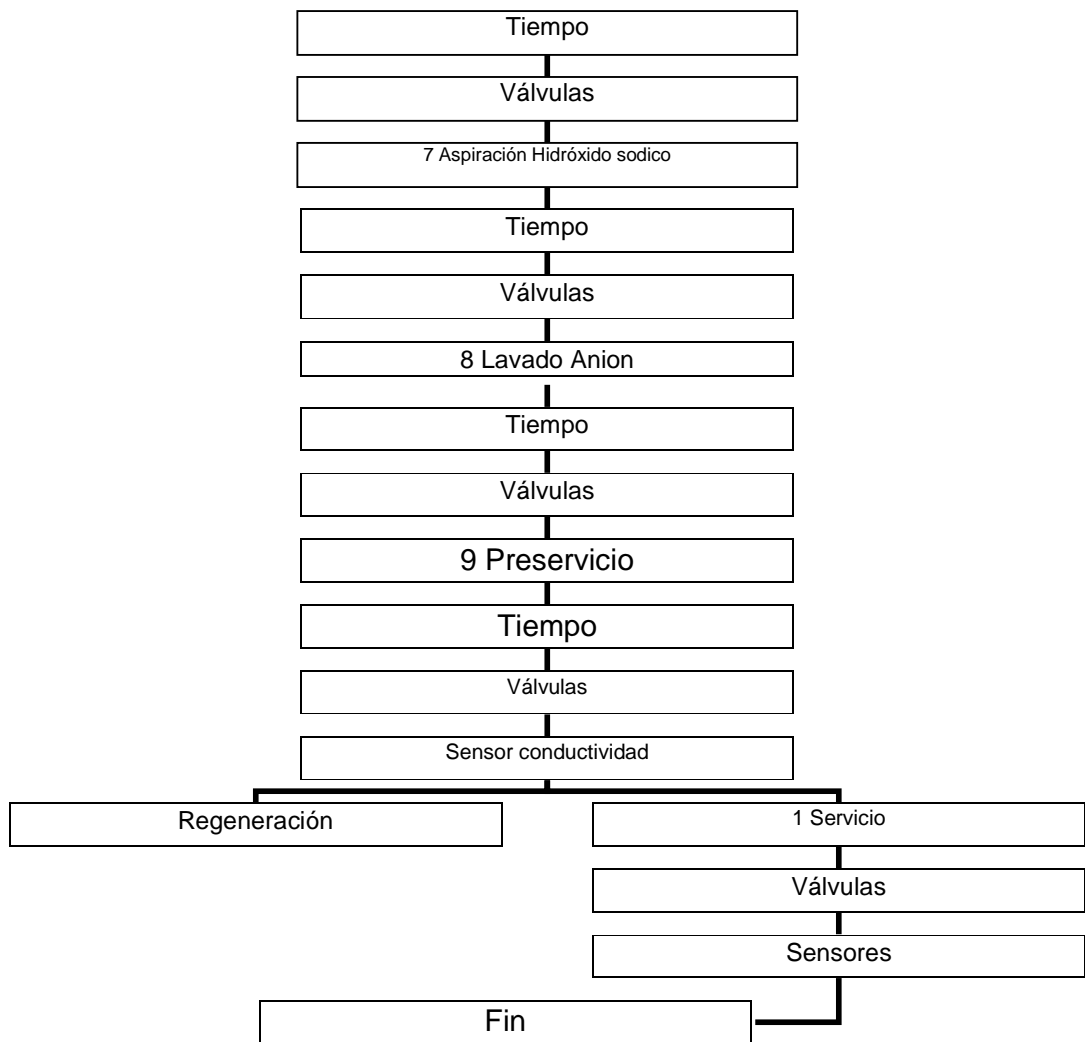 Tiempo
Válvulas
7 Aspiración Hidróxido sodico
Tiempo
Válvulas
8 Lavado Anion
Tiempo
Válvulas
9 Preservicio
Tiempo
Válvulas
Sensor conductividad
Regeneración
1 Servicio
Válvulas
Sensores
Fin